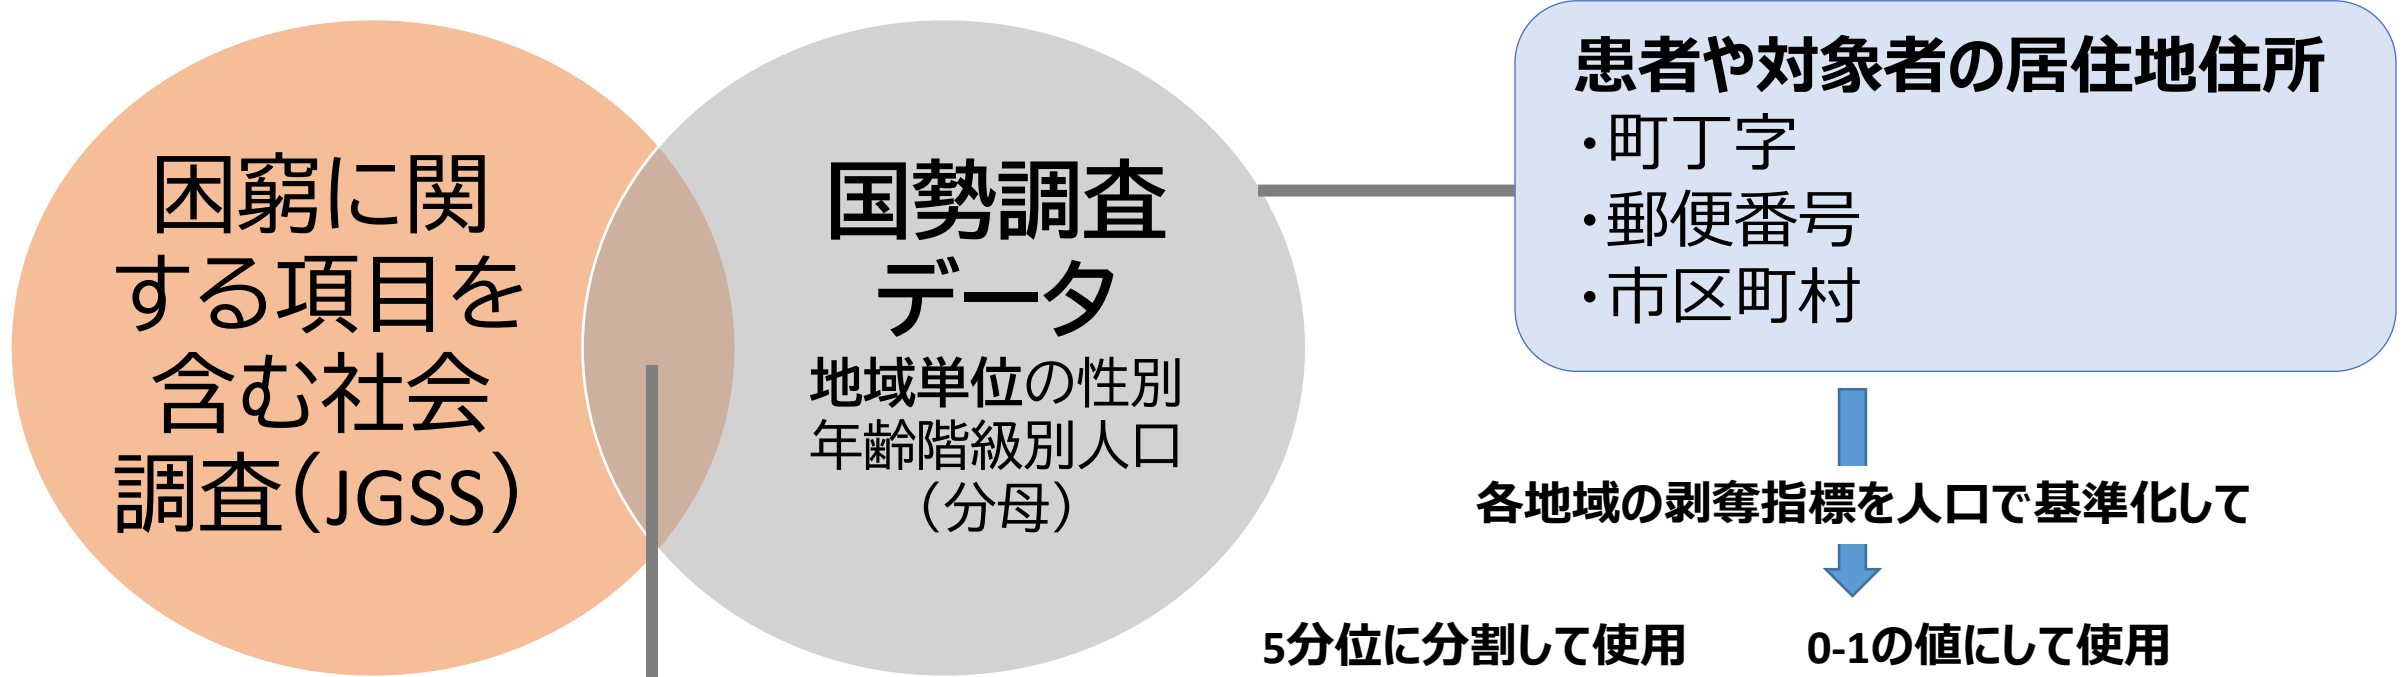 困窮に関
する項目を
含む社会
調査（JGSS）
国勢調査
データ
地域単位の性別
年齢階級別人口
（分母）
患者や対象者の居住地住所
・町丁字
・郵便番号
・市区町村
各地域の剥奪指標を人口で基準化して
5分位に分割して使用
0-1の値にして使用